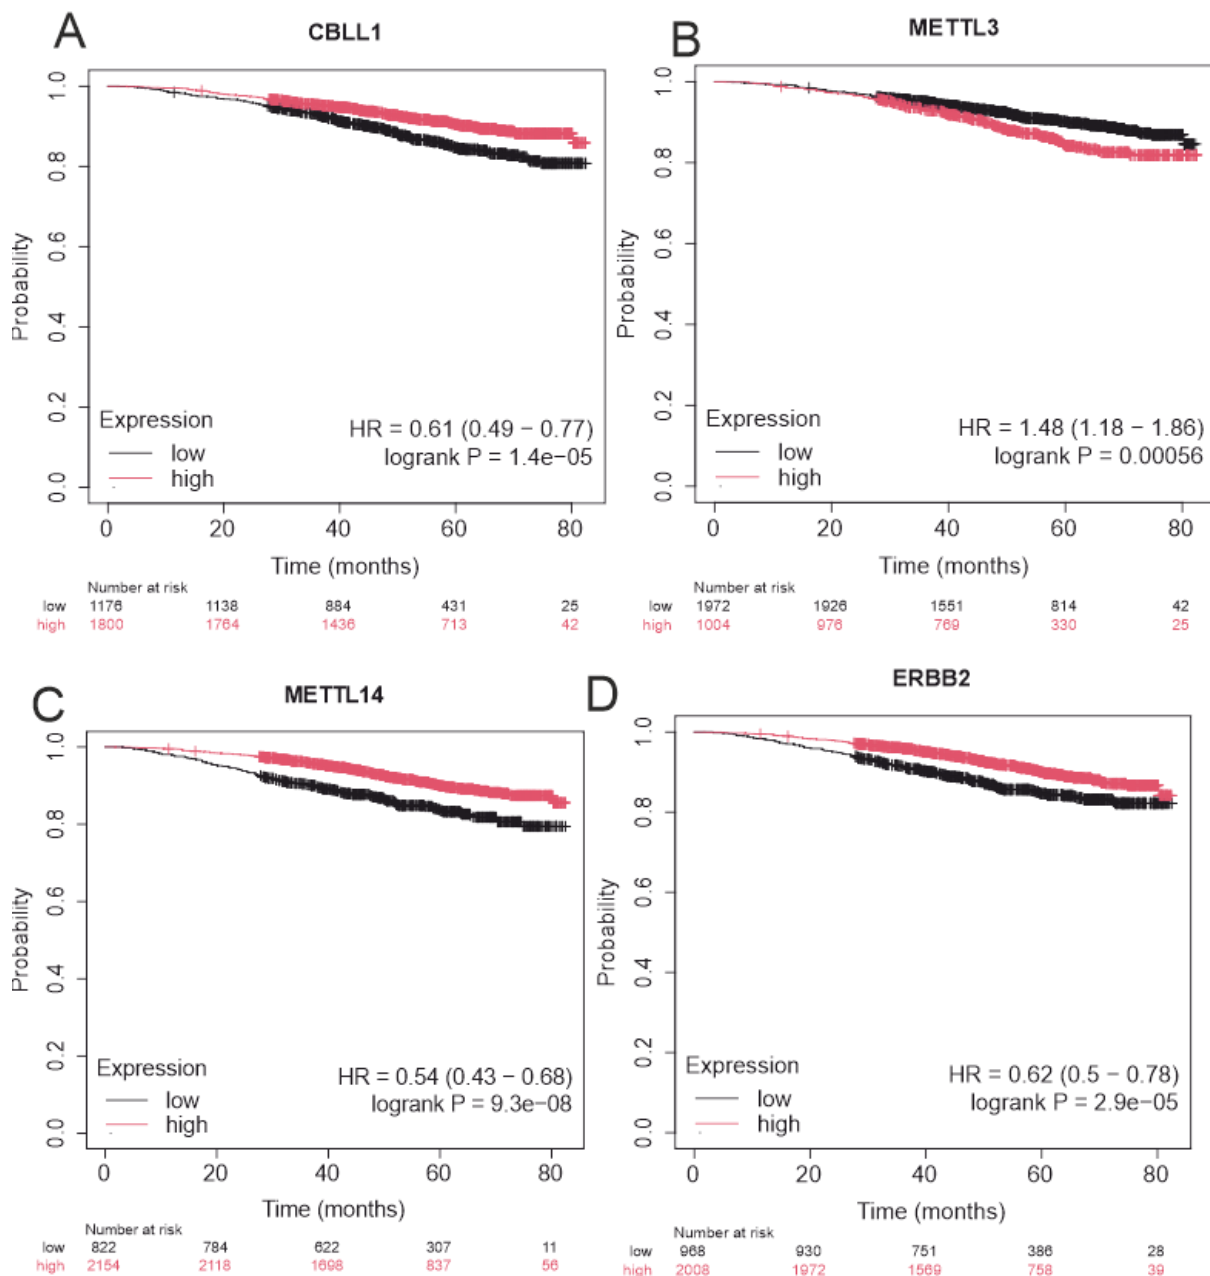 A
CBLL1
Probability
0.0 0.2 0.4 0.6 0.8 1.0
Expression
low
high
HR = 0.61 (0.49 − 0.77)
logrank P = 1.4e−05
0 20 40 60 80
Time (months)
Number at risk
low 1176 1138 884 431 25
high 1800 1764 1436 713 42
B
METTL3
Probability
0.0 0.2 0.4 0.6 0.8 1.0
Expression
low
high
HR = 1.48 (1.18 − 1.86)
logrank P = 0.00056
0 20 40 60 80
Time (months)
Number at risk
low 1972 1926 1551 814 42
high 1004 976 769 330 25
C
METTL14
Probability
0.0 0.2 0.4 0.6 0.8 1.0
Expression
low
high
HR = 0.54 (0.43 − 0.68)
logrank P = 9.3e−08
0 20 40 60 80
Time (months)
Number at risk
low 822 784 622 307 11
high 2154 2118 1698 837 56
D
ERBB2
Probability
0.0 0.2 0.4 0.6 0.8 1.0
Expression
low
high
HR = 0.62 (0.5 − 0.78)
logrank P = 2.9e−05
0 20 40 60 80
Time (months)
Number at risk
low 968 930 751 386 28
high 2008 1972 1569 758 39